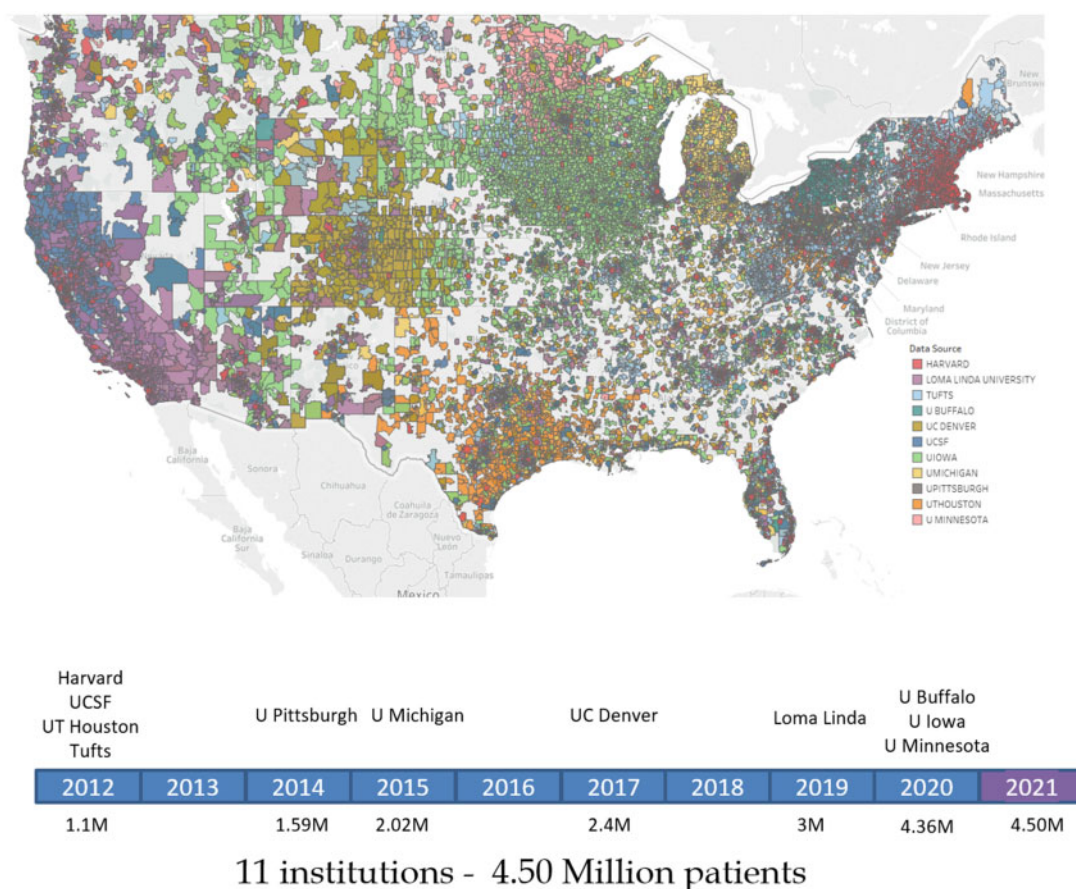 New Brunswick
New Hampshire
Massachusetts
Rhode Island
New Jersey
Delaware
Maryland
District of
Columbia
Baja
California
Sonora
Chihuahua
Coahuila
de Zaragoza
Baja
California
Sur
Sinaloa
Durango
Nuevo
León
Tamaulipas
Mexico
Data Source
HARVARD
LOMA LINDA UNIVERSITY
TUFTS
U BUFFALO
UC DENVER
UCSF
UIOWA
UMICHIGAN
UPITTSBURGH
UTHOUSTON
U MINNESOTA
Harvard
UCSF
UT Houston
Tufts
U Pittsburgh U Michigan UC Denver Loma Linda
U Buffalo
U Iowa
U Minnesota
2012 2013 2014 2015 2016 2017 2018 2019 2020 2021
1.1M 1.59M 2.02M 2.4M 3M 4.36M 4.50M
11 institutions - 4.50 Million patients